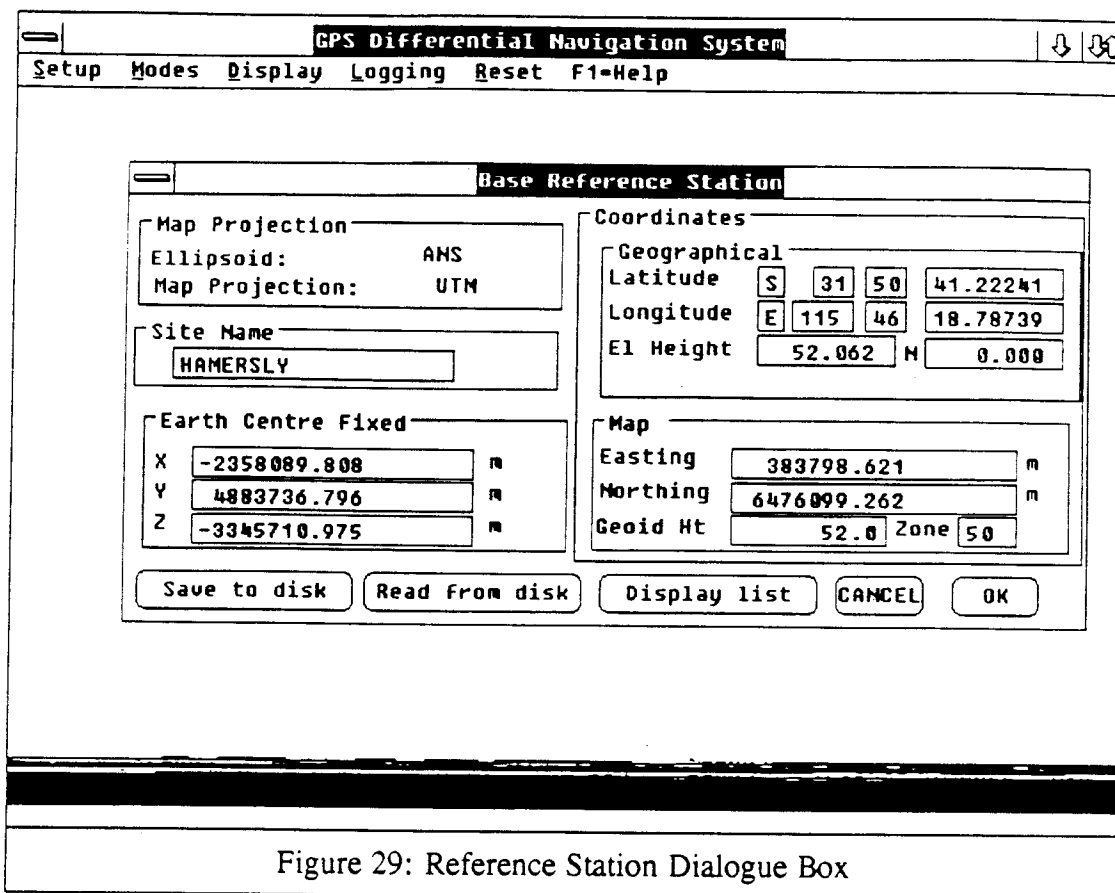 GPS Differential Navigation System
Setup Modes Display Logging Reset F1=Help
Base Reference Station
Map Projection
Ellipsoid: ANS
Map Projection: UTM
Site Name
HAMERSLY
Earth Centre Fixed
X -2358089.808 m
Y 4883736.796 m
Z -3345710.975 m
Coordinates
Geographical
Latitude S 31 50 41.22241
Longitude E 115 46 18.78739
El Height 52.062 N 0.000
Map
Easting 383798.621 m
Northing 6476099.262 m
Geoid Ht 52.0 Zone 50
Save to disk Read from disk Display list CANCEL OK
Figure 29: Reference Station Dialogue Box